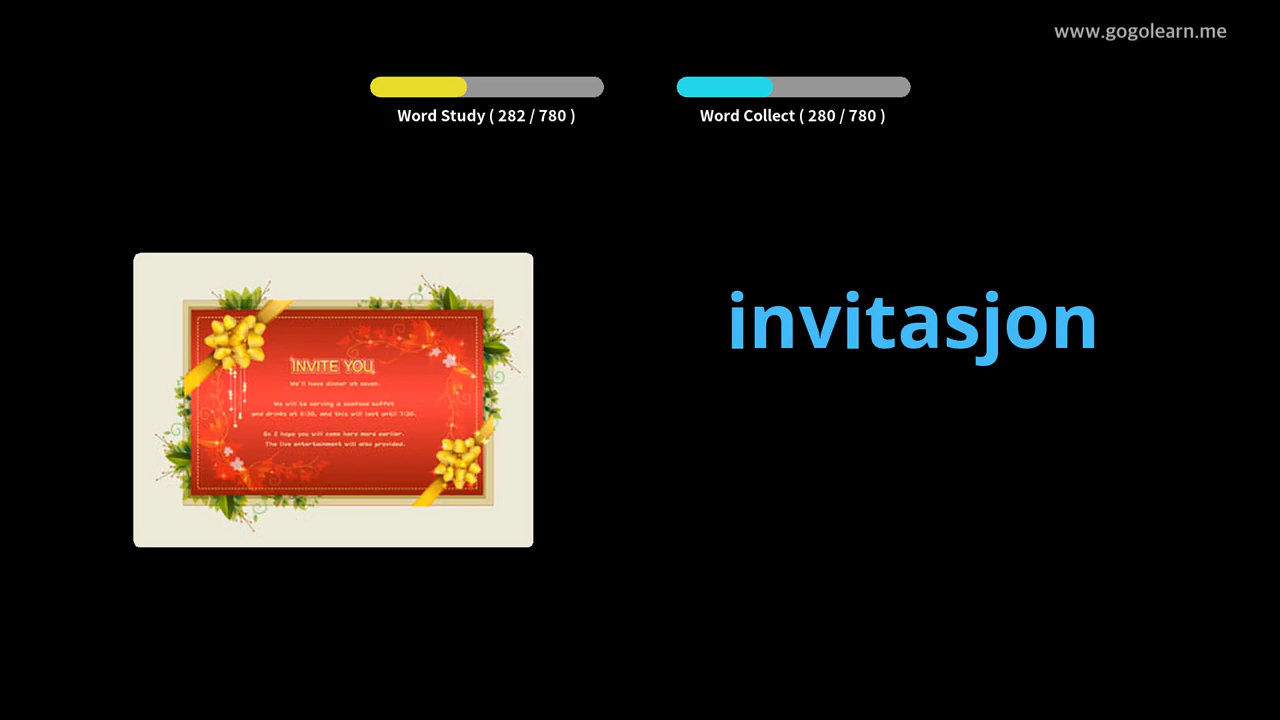 www.gogolearn.me
Word Study ( 282 / 780 )
Word Collect ( 280 / 780 )
invitasjon
INVITE YOU
We'll have dinner at seven.
We will be serving a seafood buffet
and drinks at 6:30, and this will last until 7:30.
So I hope you will come here more earlier.
The live entertainment will also provided.